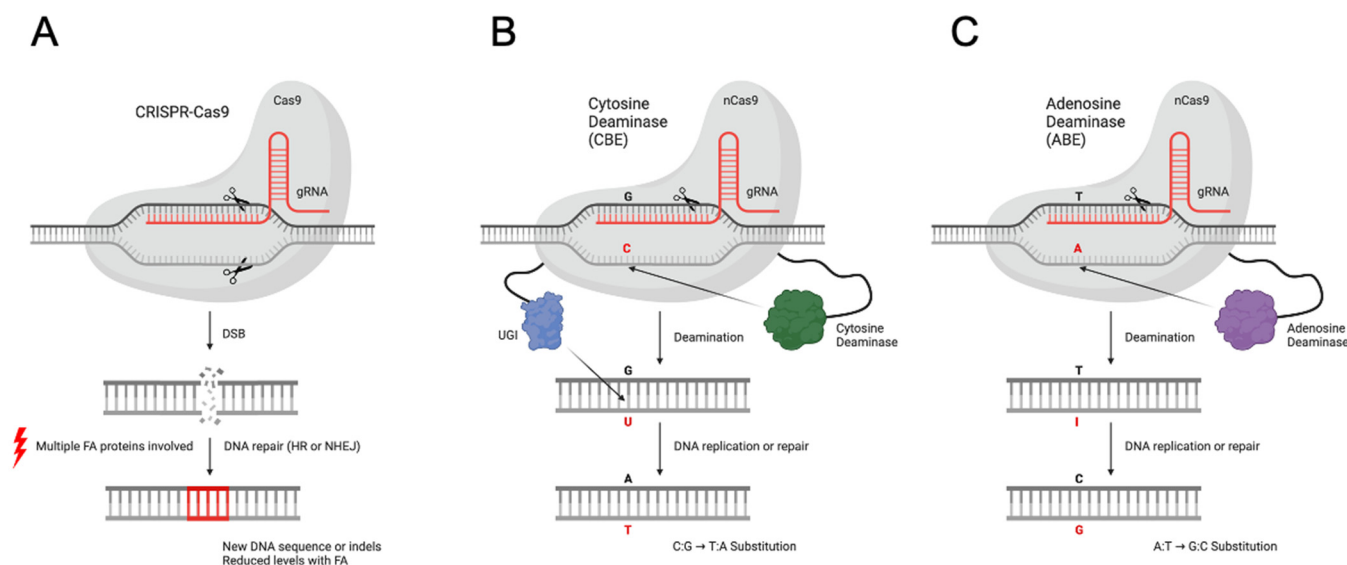 A
CRISPR-Cas9
Cas9
gRNA
DSB
Multiple FA proteins involved
DNA repair (HR or NHEJ)
New DNA sequence or indels
Reduced levels with FA
B
Cytosine
Deaminase
(CBE)
nCas9
gRNA
G
C
UGI
Cytosine
Deaminase
Deamination
G
U
DNA replication or repair
A
T
C:G → T:A Substitution
C
Adenosine
Deaminase
(ABE)
nCas9
gRNA
T
A
Adenosine
Deaminase
Deamination
T
I
DNA replication or repair
C
G
A:T → G:C Substitution